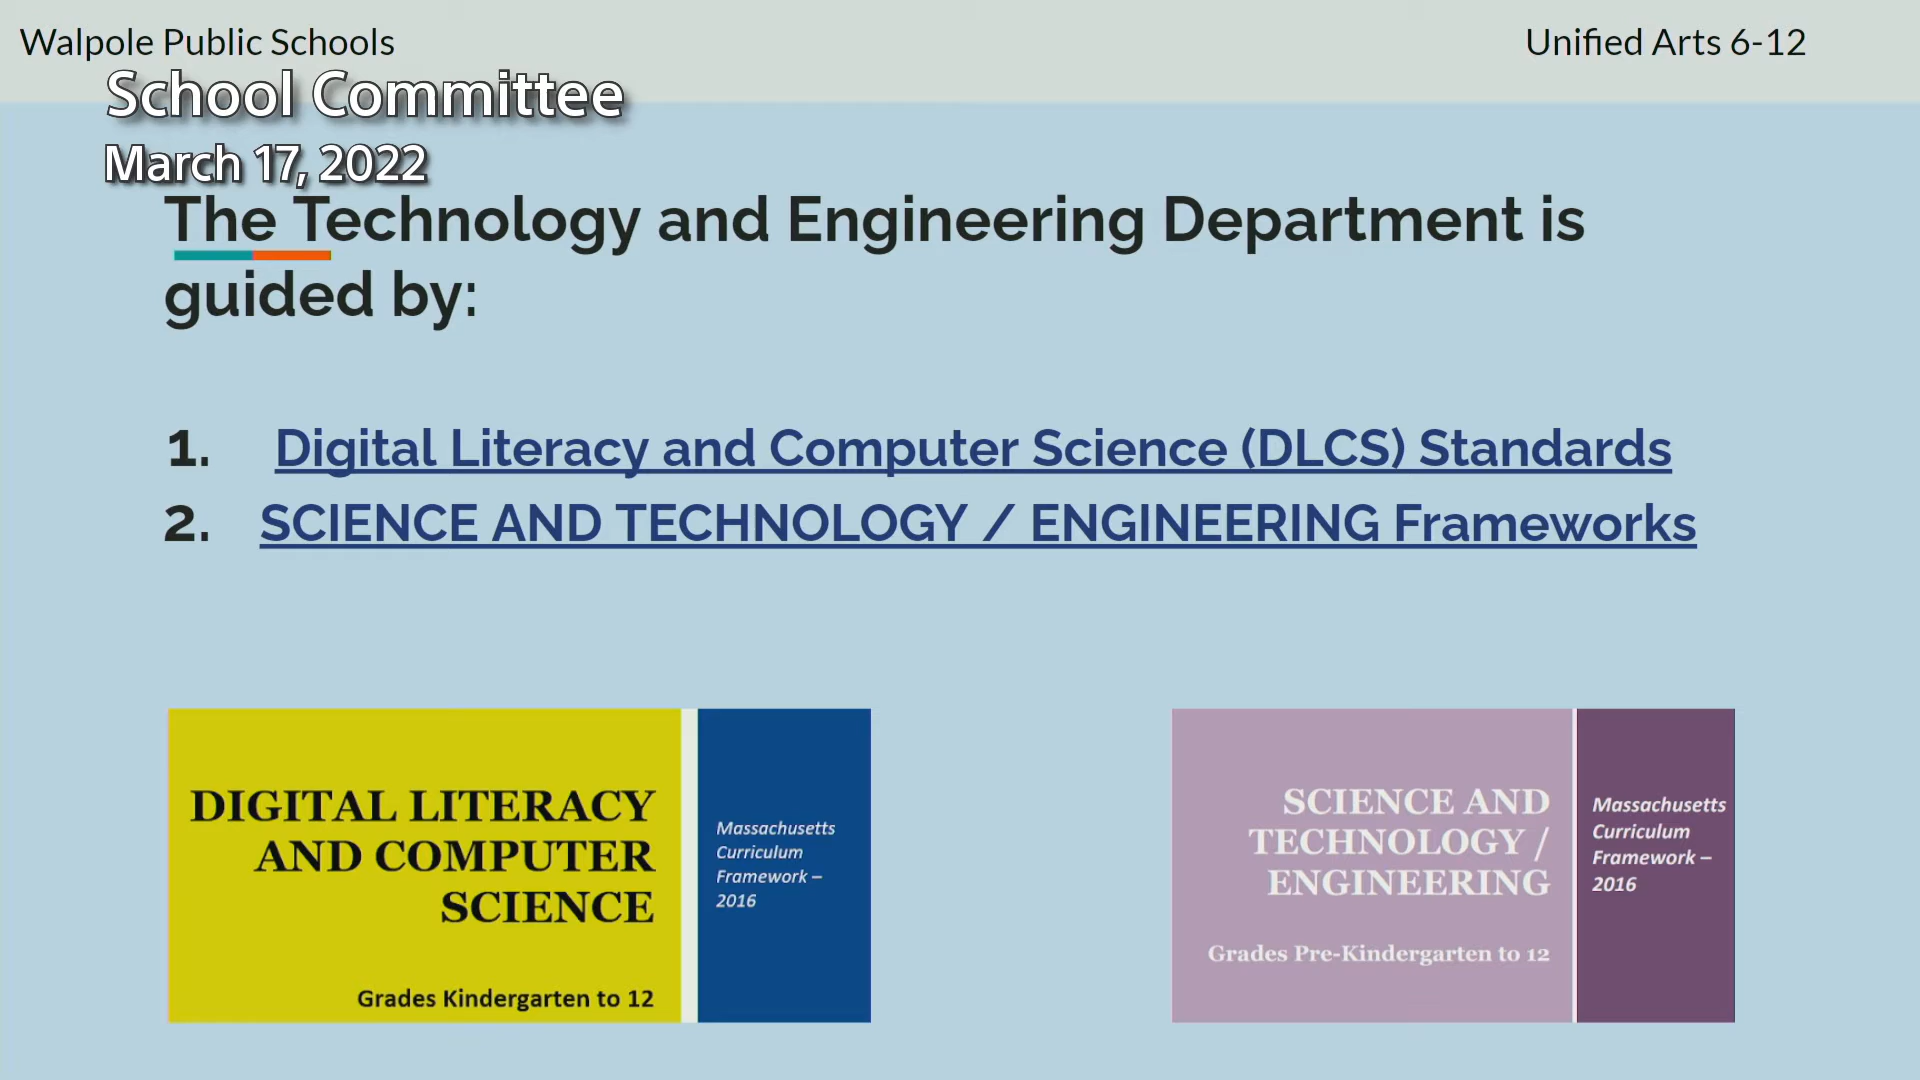 Walpole Public Schools
Unified Arts 6-12
School Committee
March 17, 2022
The Technology and Engineering Department is
guided by:
1. Digital Literacy and Computer Science (DLCS) Standards
2. SCIENCE AND TECHNOLOGY / ENGINEERING Frameworks
DIGITAL LITERACY
AND COMPUTER
SCIENCE
Grades Kindergarten to 12
Massachusetts
Curriculum
Framework –
2016
SCIENCE AND
TECHNOLOGY /
ENGINEERING
Grades Pre-Kindergarten to 12
Massachusetts
Curriculum
Framework –
2016